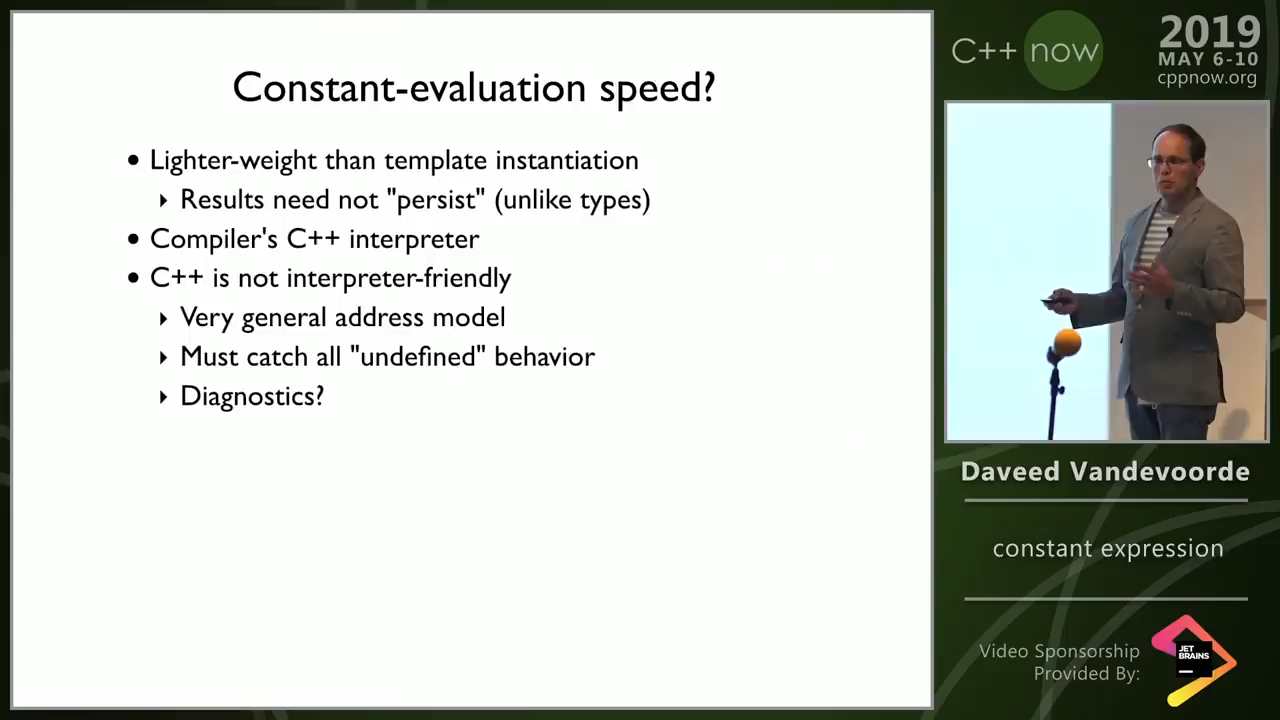 Constant-evaluation speed?
• Lighter-weight than template instantiation
‣ Results need not "persist" (unlike types)
• Compiler's C++ interpreter
• C++ is not interpreter-friendly
‣ Very general address model
‣ Must catch all "undefined" behavior
‣ Diagnostics?
C++ now
2019
MAY 6-10
cppnow.org
Daveed Vandevoorde
constant expression
Video Sponsorship
Provided By:
JET
BRAINS